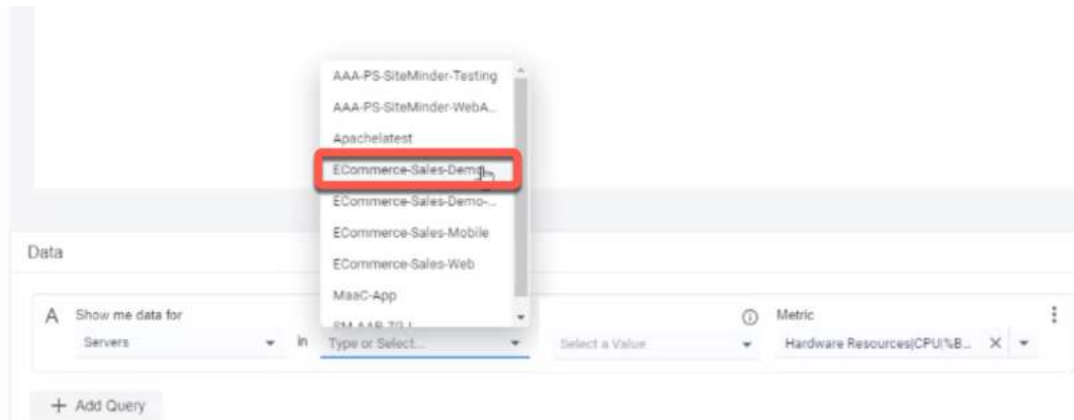 AAA-PS-SiteMinder-Testing
AAA-PS-SiteMinder-WebA...
Apachelatest
ECommerce-Sales-Demo
ECommerce-Sales-Demo-...
ECommerce-Sales-Mobile
ECommerce-Sales-Web
MaaC-App
Data
A Show me data for
Servers in Type or Select... Select a Value
Metric
Hardware Resources|CPU|%B...
+ Add Query